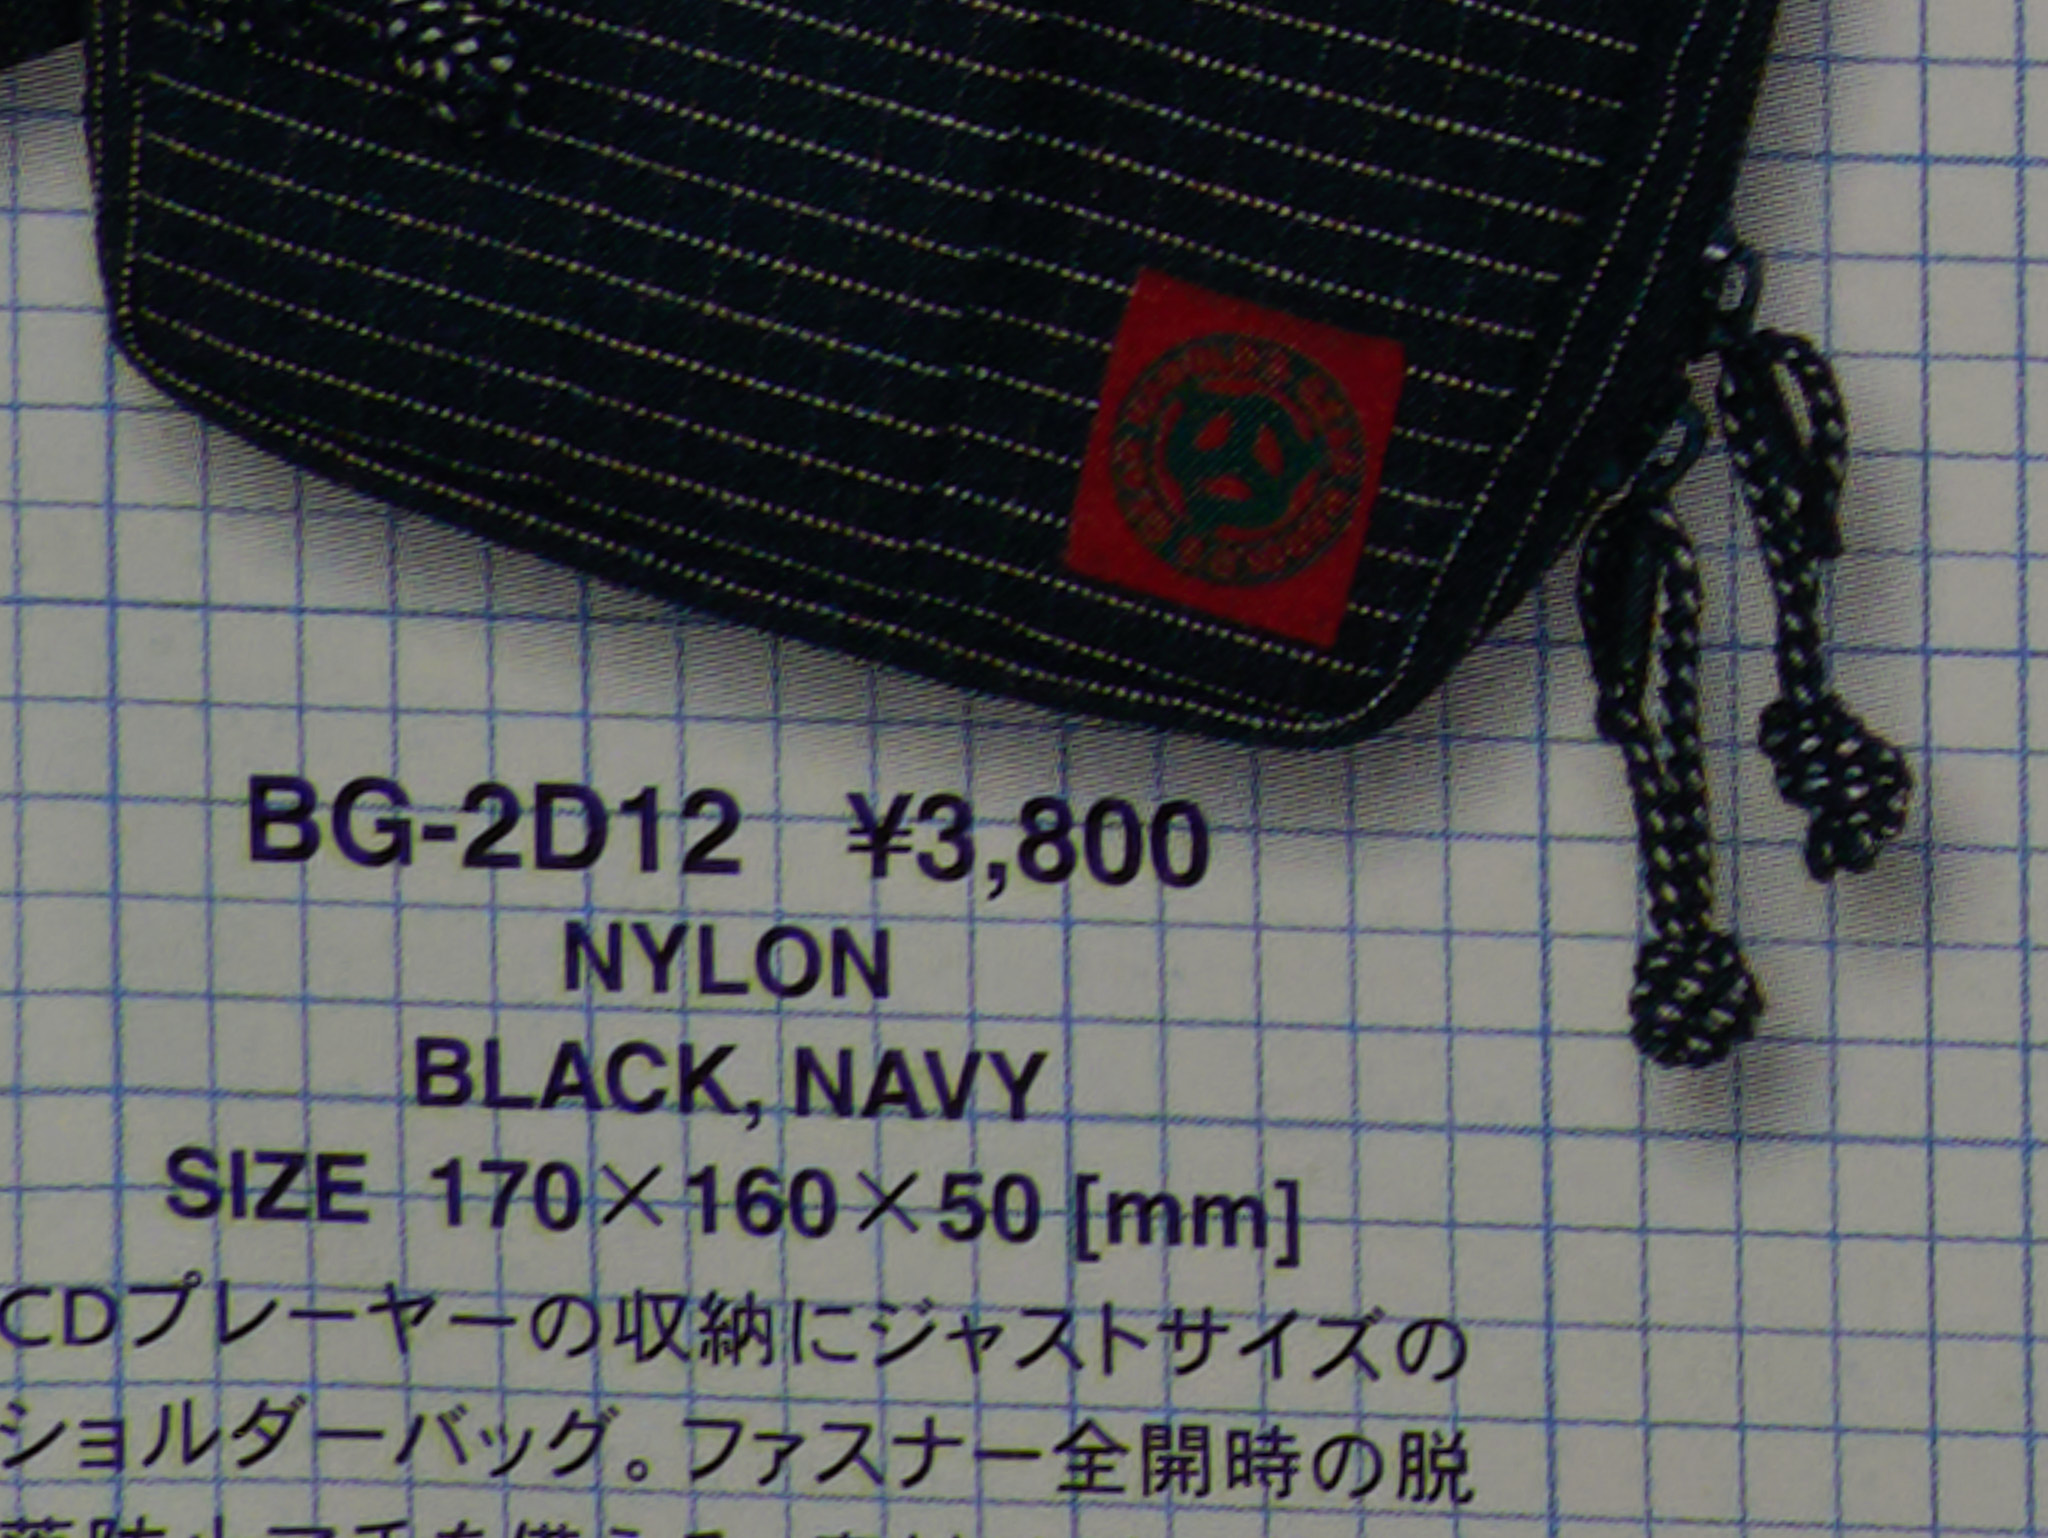 BG-2D12 ¥3,800
NYLON
BLACK, NAVY
SIZE 170×160×50 [mm]
CDプレーヤーの収納にジャストサイズの
ショルダーバッグ。ファスナー全開時の脱